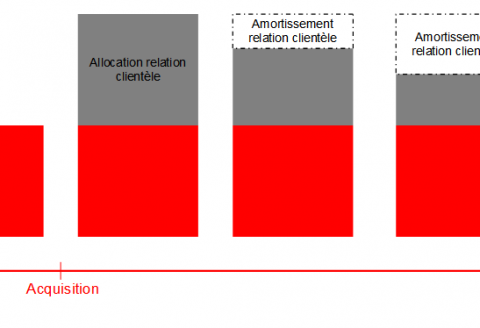 Allocation relation
clientèle
Amortissement
relation clientèle
Acquisition